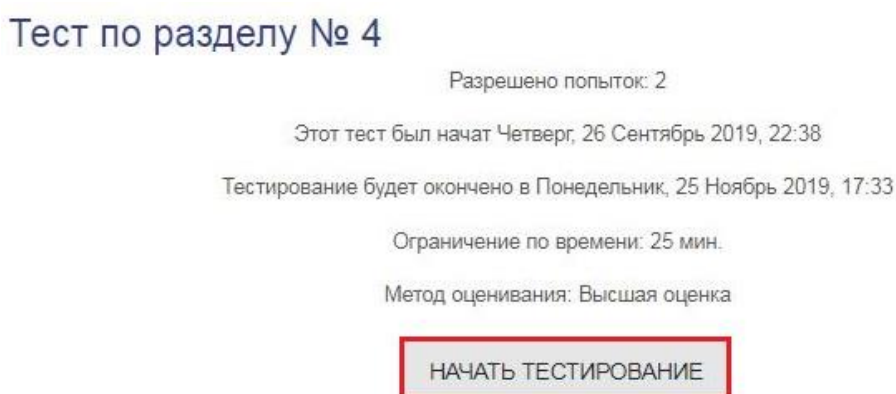 Тест по разделу № 4
Разрешено попыток: 2
Этот тест был начат Четверг, 26 Сентябрь 2019, 22:38
Тестирование будет окончено в Понедельник, 25 Ноябрь 2019, 17:33
Ограничение по времени: 25 мин.
Метод оценивания: Высшая оценка
НАЧАТЬ ТЕСТИРОВАНИЕ